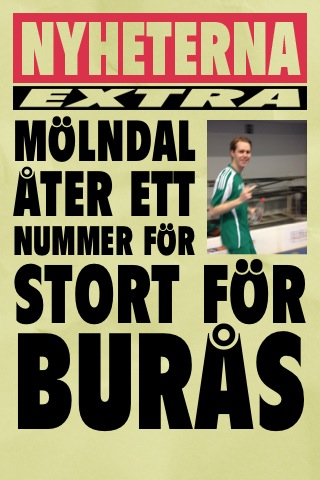 NYHETERNA
EXTRA
MÖLNDAL
ÅTER ETT
NUMMER FÖR
STORT FÖR
BURÅS